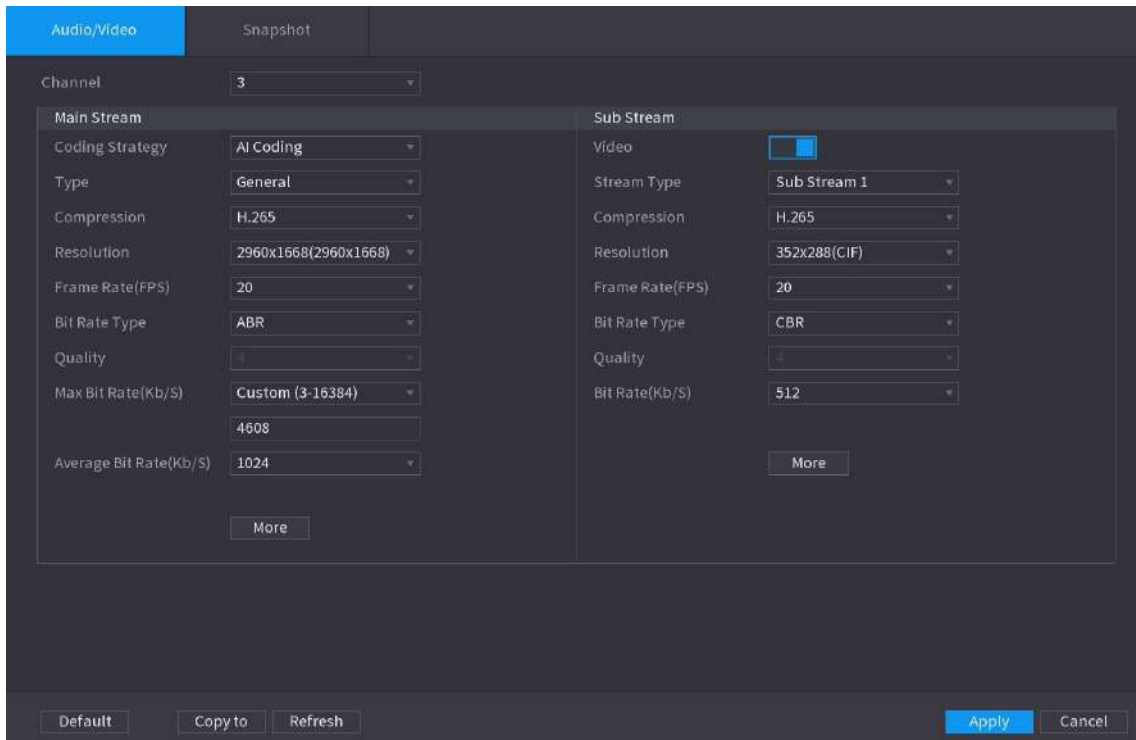 Audio/Video Snapshot
Channel 3
Main Stream
Coding Strategy AI Coding
Type General
Compression H.265
Resolution 2960x1668(2960x1668)
Frame Rate(FPS) 20
Bit Rate Type ABR
Quality 4
Max Bit Rate(Kb/S) Custom (3-16384)
4608
Average Bit Rate(Kb/S) 1024
More
Sub Stream
Video
Stream Type Sub Stream 1
Compression H.265
Resolution 352x288(CIF)
Frame Rate(FPS) 20
Bit Rate Type CBR
Quality 4
Bit Rate(Kb/S) 512
More
Default Copy to Refresh Apply Cancel